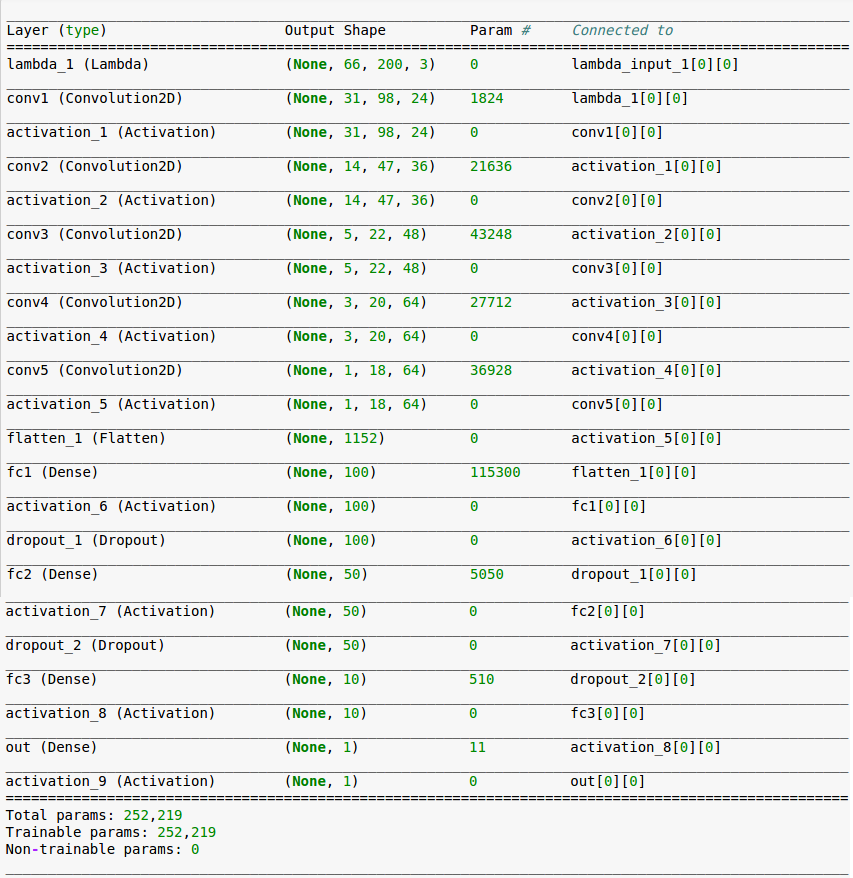 Layer (type) Output Shape Param # Connected to
lambda_1 (Lambda) (None, 66, 200, 3) 0 lambda_input_1[0][0]
conv1 (Convolution2D) (None, 31, 98, 24) 1824 lambda_1[0][0]
activation_1 (Activation) (None, 31, 98, 24) 0 conv1[0][0]
conv2 (Convolution2D) (None, 14, 47, 36) 21636 activation_1[0][0]
activation_2 (Activation) (None, 14, 47, 36) 0 conv2[0][0]
conv3 (Convolution2D) (None, 5, 22, 48) 43248 activation_2[0][0]
activation_3 (Activation) (None, 5, 22, 48) 0 conv3[0][0]
conv4 (Convolution2D) (None, 3, 20, 64) 27712 activation_3[0][0]
activation_4 (Activation) (None, 3, 20, 64) 0 conv4[0][0]
conv5 (Convolution2D) (None, 1, 18, 64) 36928 activation_4[0][0]
activation_5 (Activation) (None, 1, 18, 64) 0 conv5[0][0]
flatten_1 (Flatten) (None, 1152) 0 activation_5[0][0]
fc1 (Dense) (None, 100) 115300 flatten_1[0][0]
activation_6 (Activation) (None, 100) 0 fc1[0][0]
dropout_1 (Dropout) (None, 100) 0 activation_6[0][0]
fc2 (Dense) (None, 50) 5050 dropout_1[0][0]
activation_7 (Activation) (None, 50) 0 fc2[0][0]
dropout_2 (Dropout) (None, 50) 0 activation_7[0][0]
fc3 (Dense) (None, 10) 510 dropout_2[0][0]
activation_8 (Activation) (None, 10) 0 fc3[0][0]
out (Dense) (None, 1) 11 activation_8[0][0]
activation_9 (Activation) (None, 1) 0 out[0][0]
Total params: 252,219
Trainable params: 252,219
Non-trainable params: 0